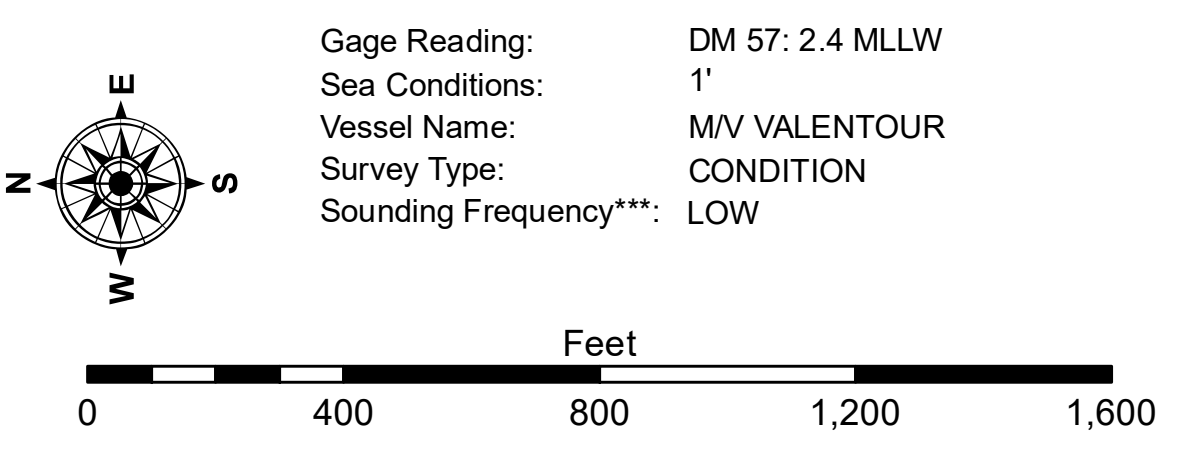 E
N
S
W
Gage Reading: DM 57: 2.4 MLLW
Sea Conditions: 1'
Vessel Name: M/V VALENTOUR
Survey Type: CONDITION
Sounding Frequency***: LOW
Feet
0 400 800 1,200 1,600